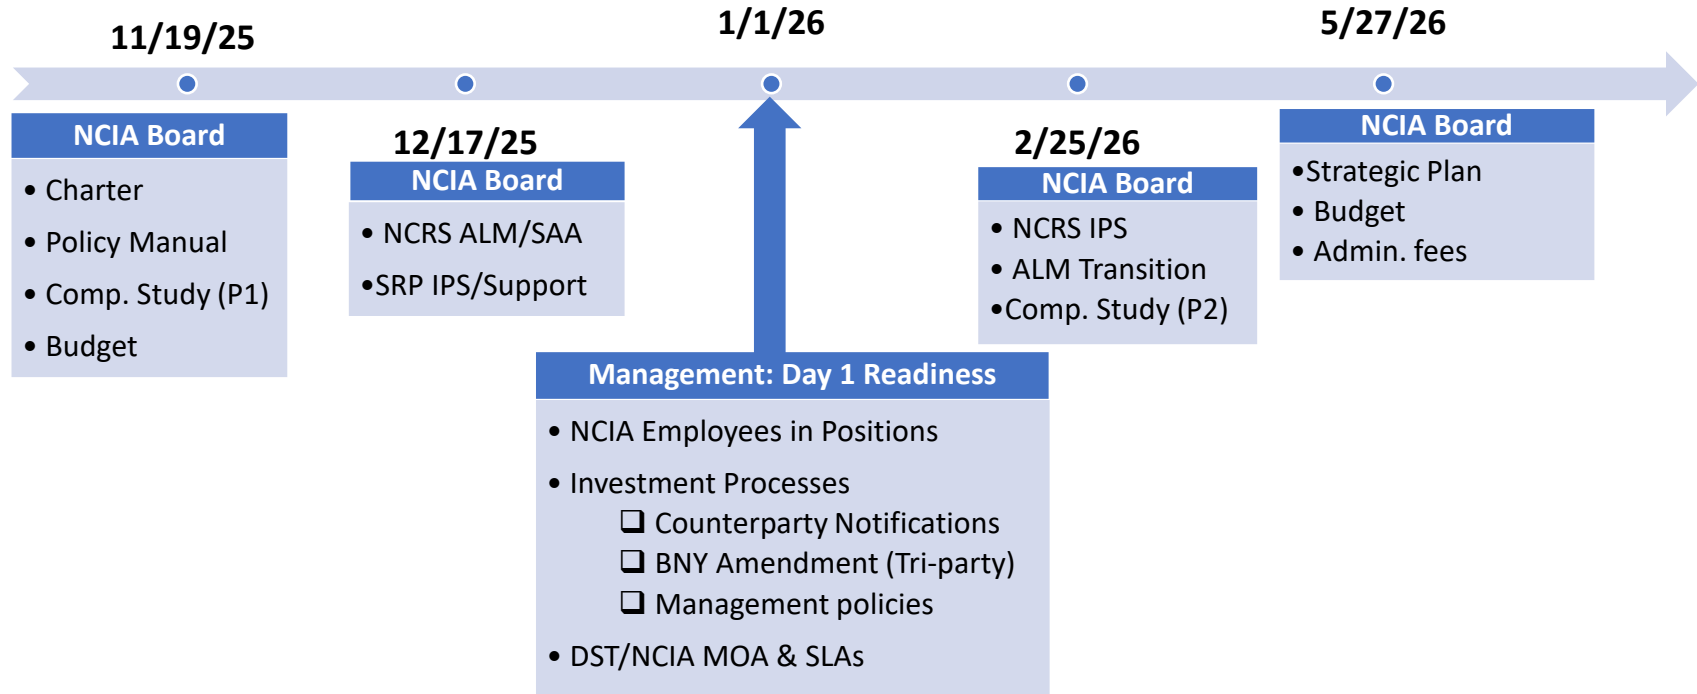 11/19/25
NCIA Board
• Charter
• Policy Manual
• Comp. Study (P1)
• Budget
12/17/25
NCIA Board
• NCRS ALM/SAA
•SRP IPS/Support
1/1/26
Management: Day 1 Readiness
• NCIA Employees in Positions
• Investment Processes
❑ Counterparty Notifications
❑ BNY Amendment (Tri-party)
❑ Management policies
• DST/NCIA MOA & SLAs
2/25/26
NCIA Board
• NCRS IPS
• ALM Transition
•Comp. Study (P2)
5/27/26
NCIA Board
•Strategic Plan
• Budget
• Admin. fees